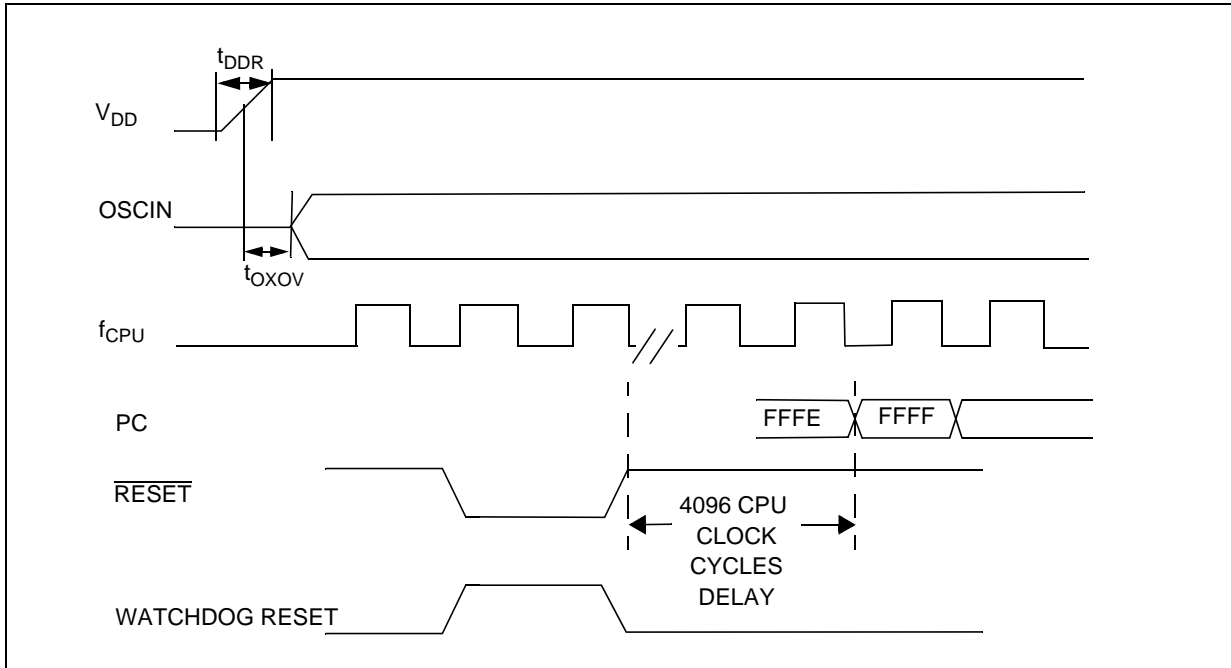 tDDR
VDD
OSCIN
tOXOV
fCPU
PC
FFFE
FFFF
RESET
4096 CPU
CLOCK
CYCLES
DELAY
WATCHDOG RESET